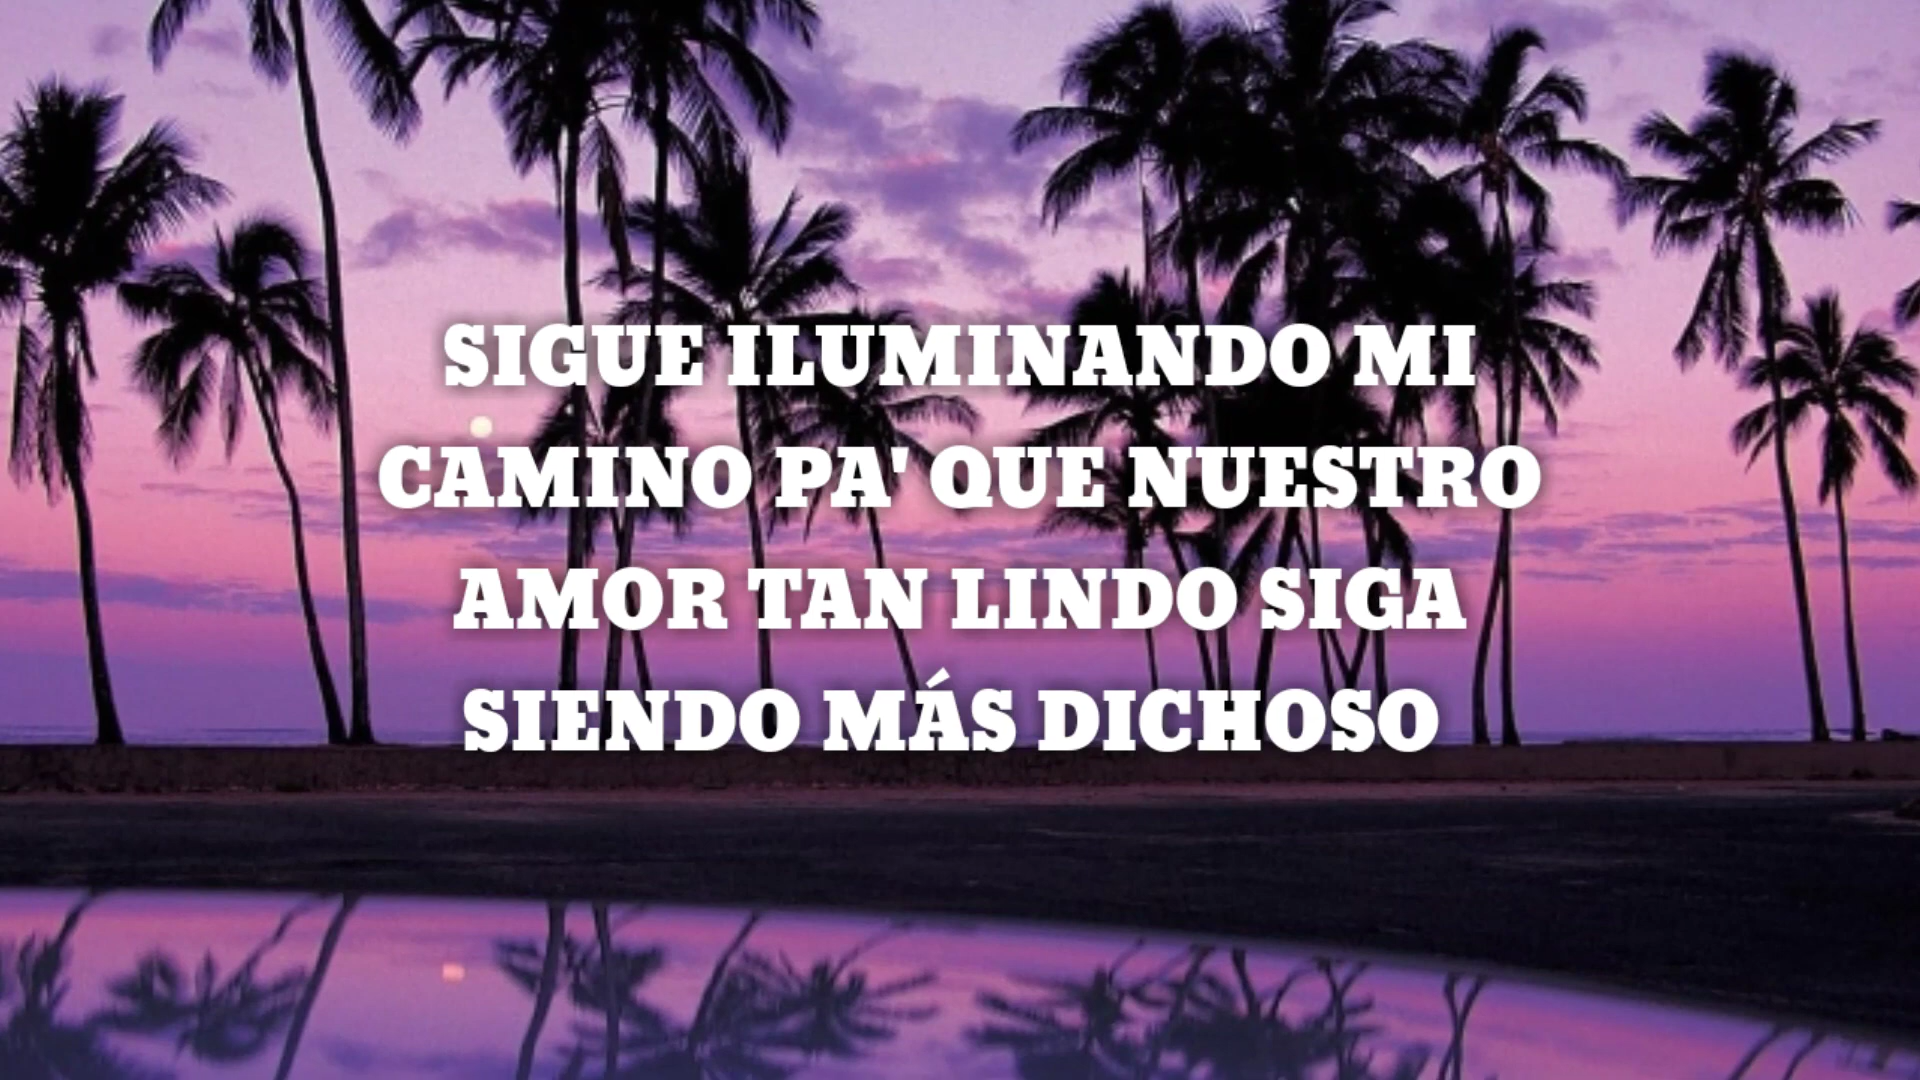 SIGUE ILUMINANDO MI
CAMINO PA' QUE NUESTRO
AMOR TAN LINDO SIGA
SIENDO MÁS DICHOSO